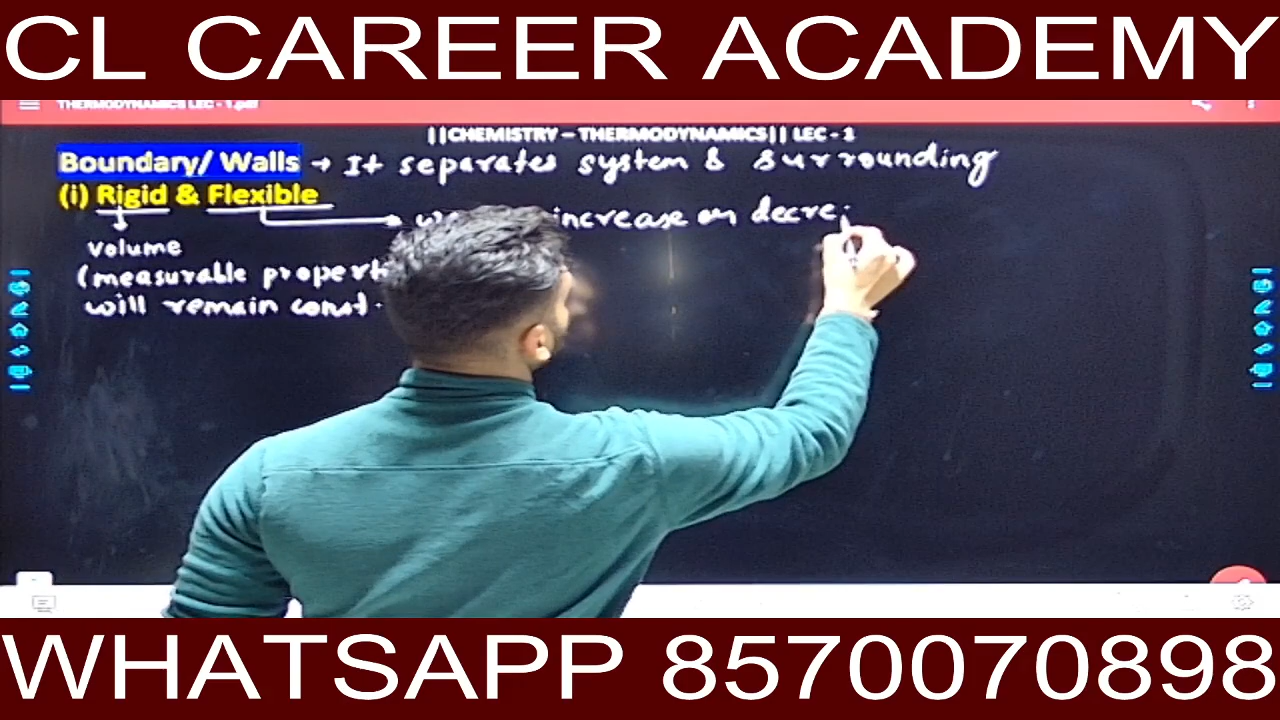 CL CAREER ACADEMY
THERMODYNAMICS LEC - 1.pdf
||CHEMISTRY – THERMODYNAMICS|| LEC - 1
Boundary/ Walls → It separates system & surrounding
(i) Rigid & Flexible
increase or decre
volume
(measurable properti
will remain const.
WHATSAPP 8570070898